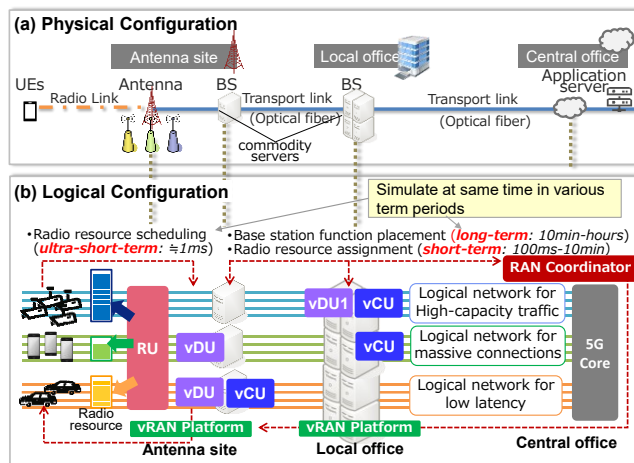 (a) Physical Configuration
Antenna site
Local office
Central office
UEs
Antenna
BS
BS
Application
server
Radio Link
Transport link
(Optical fiber)
Transport link
(Optical fiber)
commodity
servers
(b) Logical Configuration
Simulate at same time in various
term periods
•Radio resource scheduling
(ultra-short-term: ≒1ms)
•Base station function placement (long-term: 10min-hours)
•Radio resource assignment (short-term: 100ms-10min)
RAN Coordinator
RU
vDU1
vCU
Logical network for
High-capacity traffic
vDU
vCU
Logical network for
massive connections
vDU
vCU
Logical network for
low latency
5G
Core
Radio
resource
vRAN Platform
vRAN Platform
Antenna site
Local office
Central office